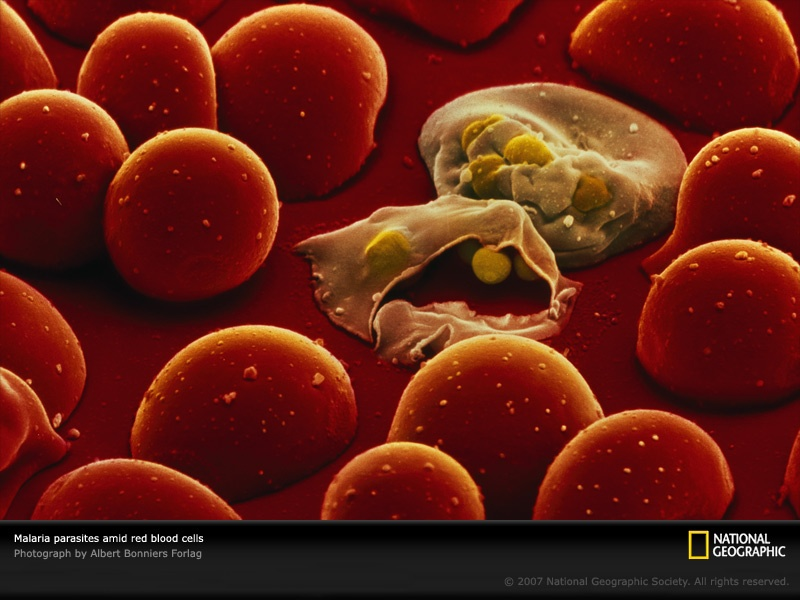 Malaria parasites amid red blood cells
Photograph by Albert Bonniers Forlag
NATIONAL
GEOGRAPHIC
© 2007 National Geographic Society. All rights reserved.